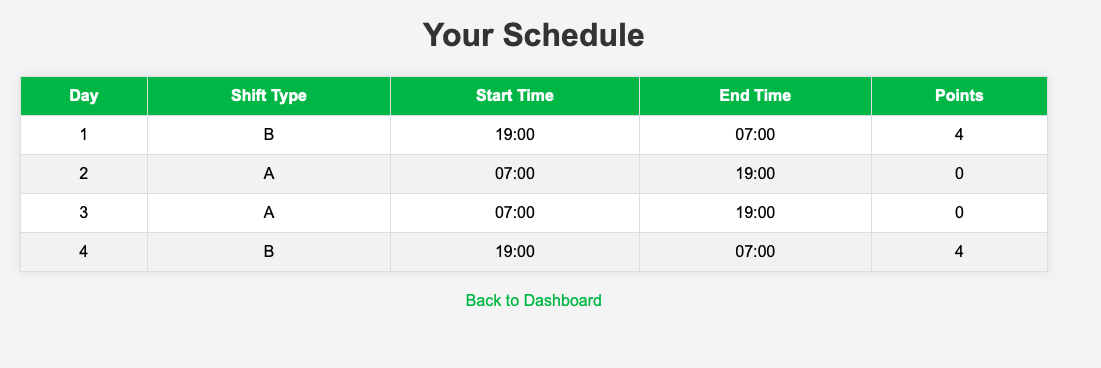 Your Schedule
Day Shift Type Start Time End Time Points
1 B 19:00 07:00 4
2 A 07:00 19:00 0
3 A 07:00 19:00 0
4 B 19:00 07:00 4
Back to Dashboard